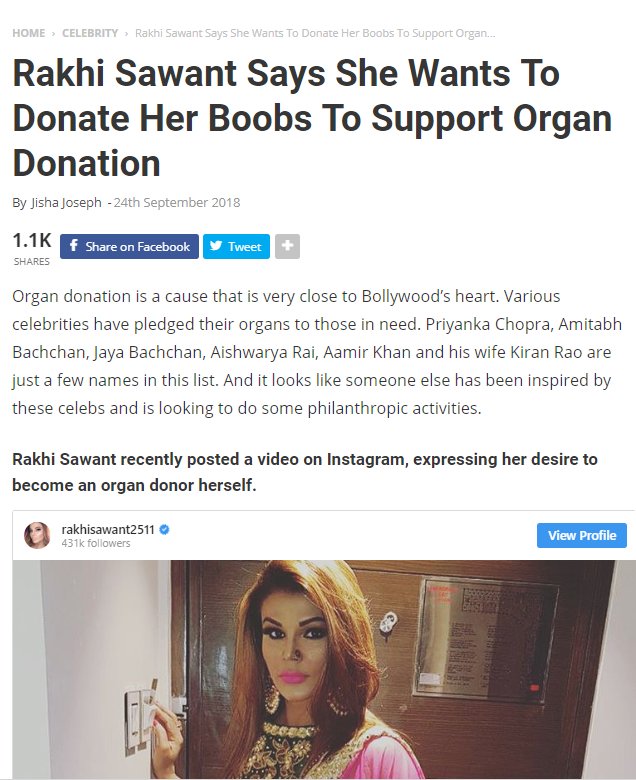 HOME › CELEBRITY › Rakhi Sawant Says She Wants To Donate Her Boobs To Support Organ...
Rakhi Sawant Says She Wants To
Donate Her Boobs To Support Organ
Donation
By Jisha Joseph - 24th September 2018
1.1K
SHARES
Share on Facebook
Tweet
Organ donation is a cause that is very close to Bollywood’s heart. Various
celebrities have pledged their organs to those in need. Priyanka Chopra, Amitabh
Bachchan, Jaya Bachchan, Aishwarya Rai, Aamir Khan and his wife Kiran Rao are
just a few names in this list. And it looks like someone else has been inspired by
these celebs and is looking to do some philanthropic activities.
Rakhi Sawant recently posted a video on Instagram, expressing her desire to
become an organ donor herself.
rakhisawant2511
431k followers
View Profile